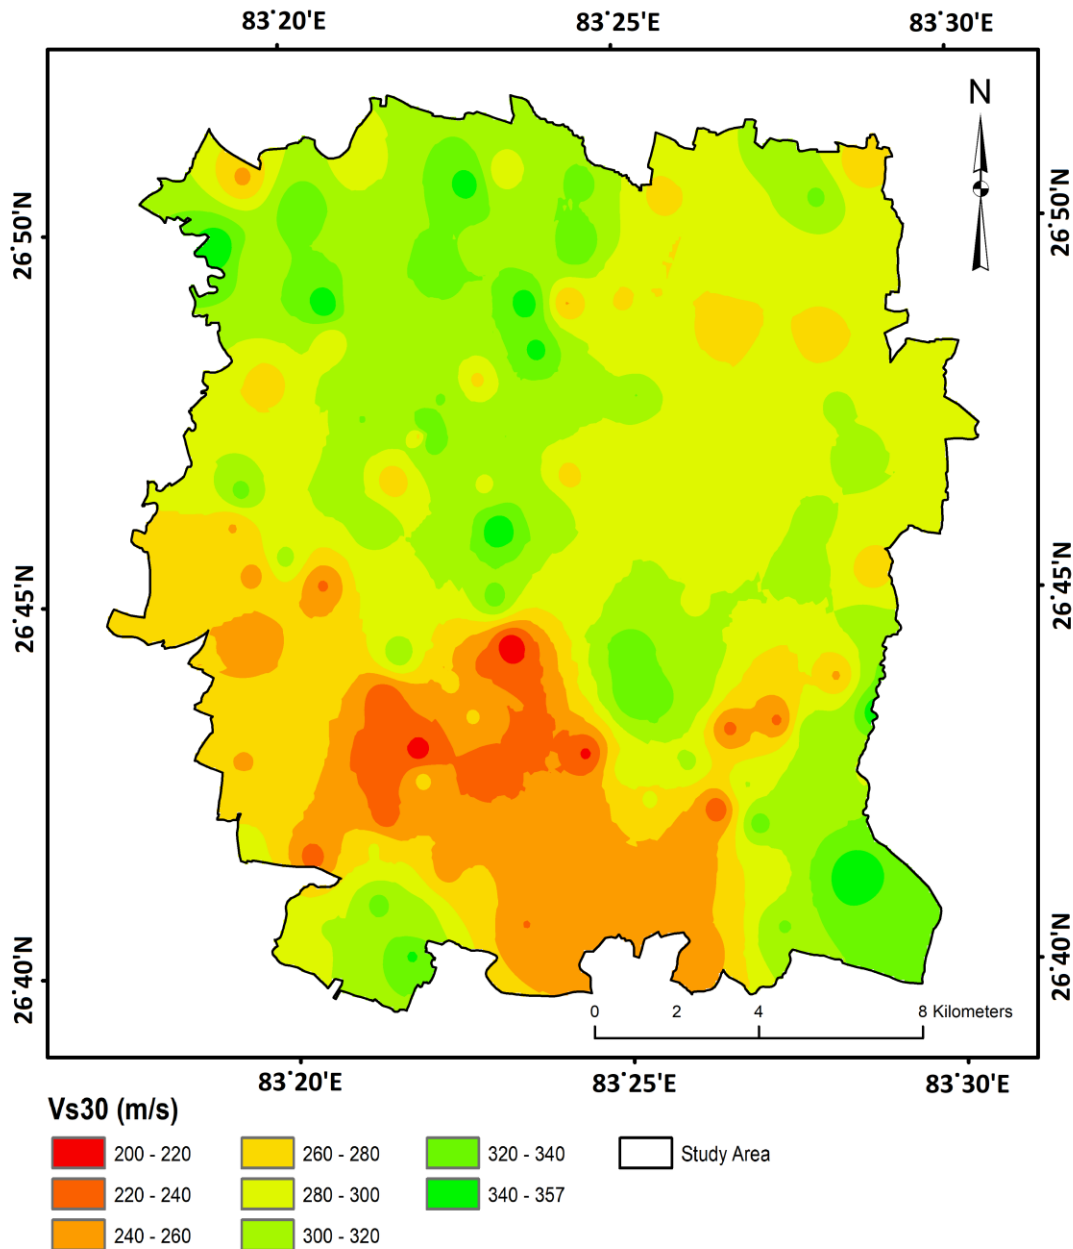 83°20'E 83°25'E 83°30'E
N
26°50'N 26°50'N
26°45'N 26°45'N
26°40'N 26°40'N
0 2 4 8 Kilometers
83°20'E 83°25'E 83°30'E
Vs30 (m/s)
200 - 220 260 - 280 320 - 340 Study Area
220 - 240 280 - 300 340 - 357
240 - 260 300 - 320